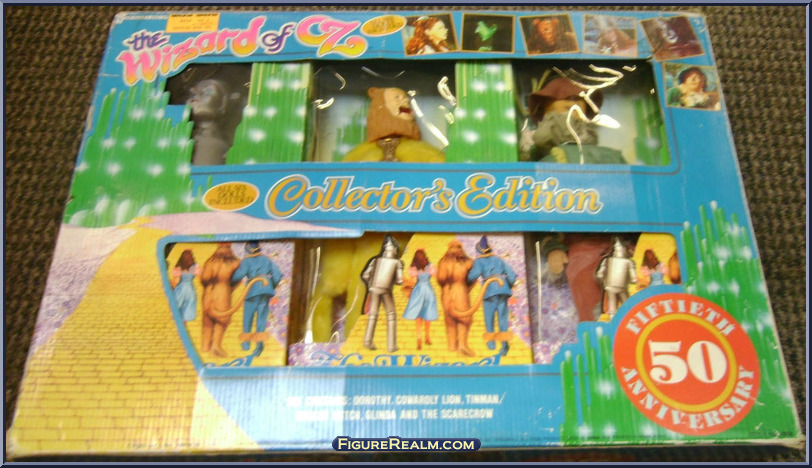 the
Wizard of Oz
Collector's Edition
INCLUDED
FIFTIETH
50
ANNIVERSARY
DOROTHY, COWARDLY LION, TINMAN/
WITCH, GLINDA AND THE SCARECROW
FIGUREREALM.COM